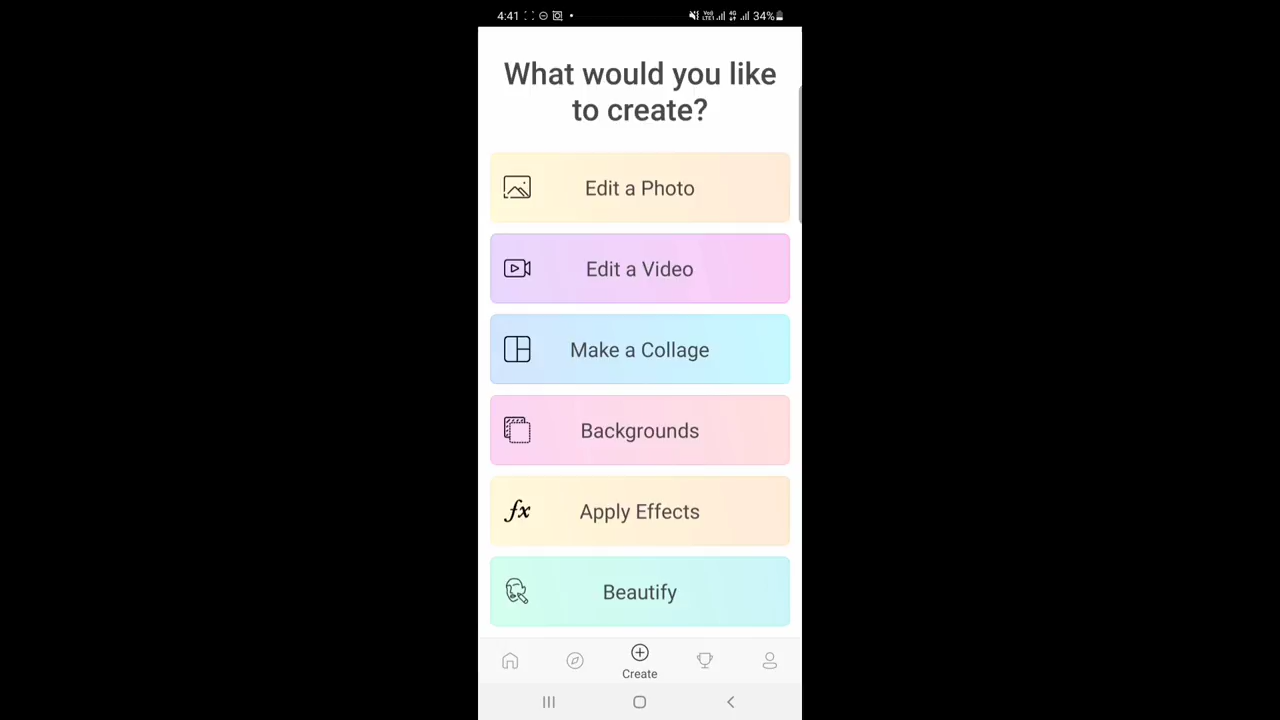 4:41 34%
What would you like
to create?
Edit a Photo
Edit a Video
Make a Collage
Backgrounds
fx Apply Effects
Beautify
Create